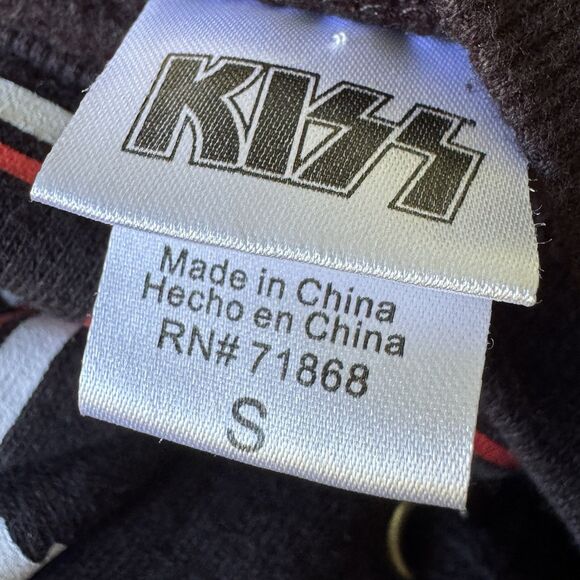 KISS
Made in China
Hecho en China
RN# 71868
S